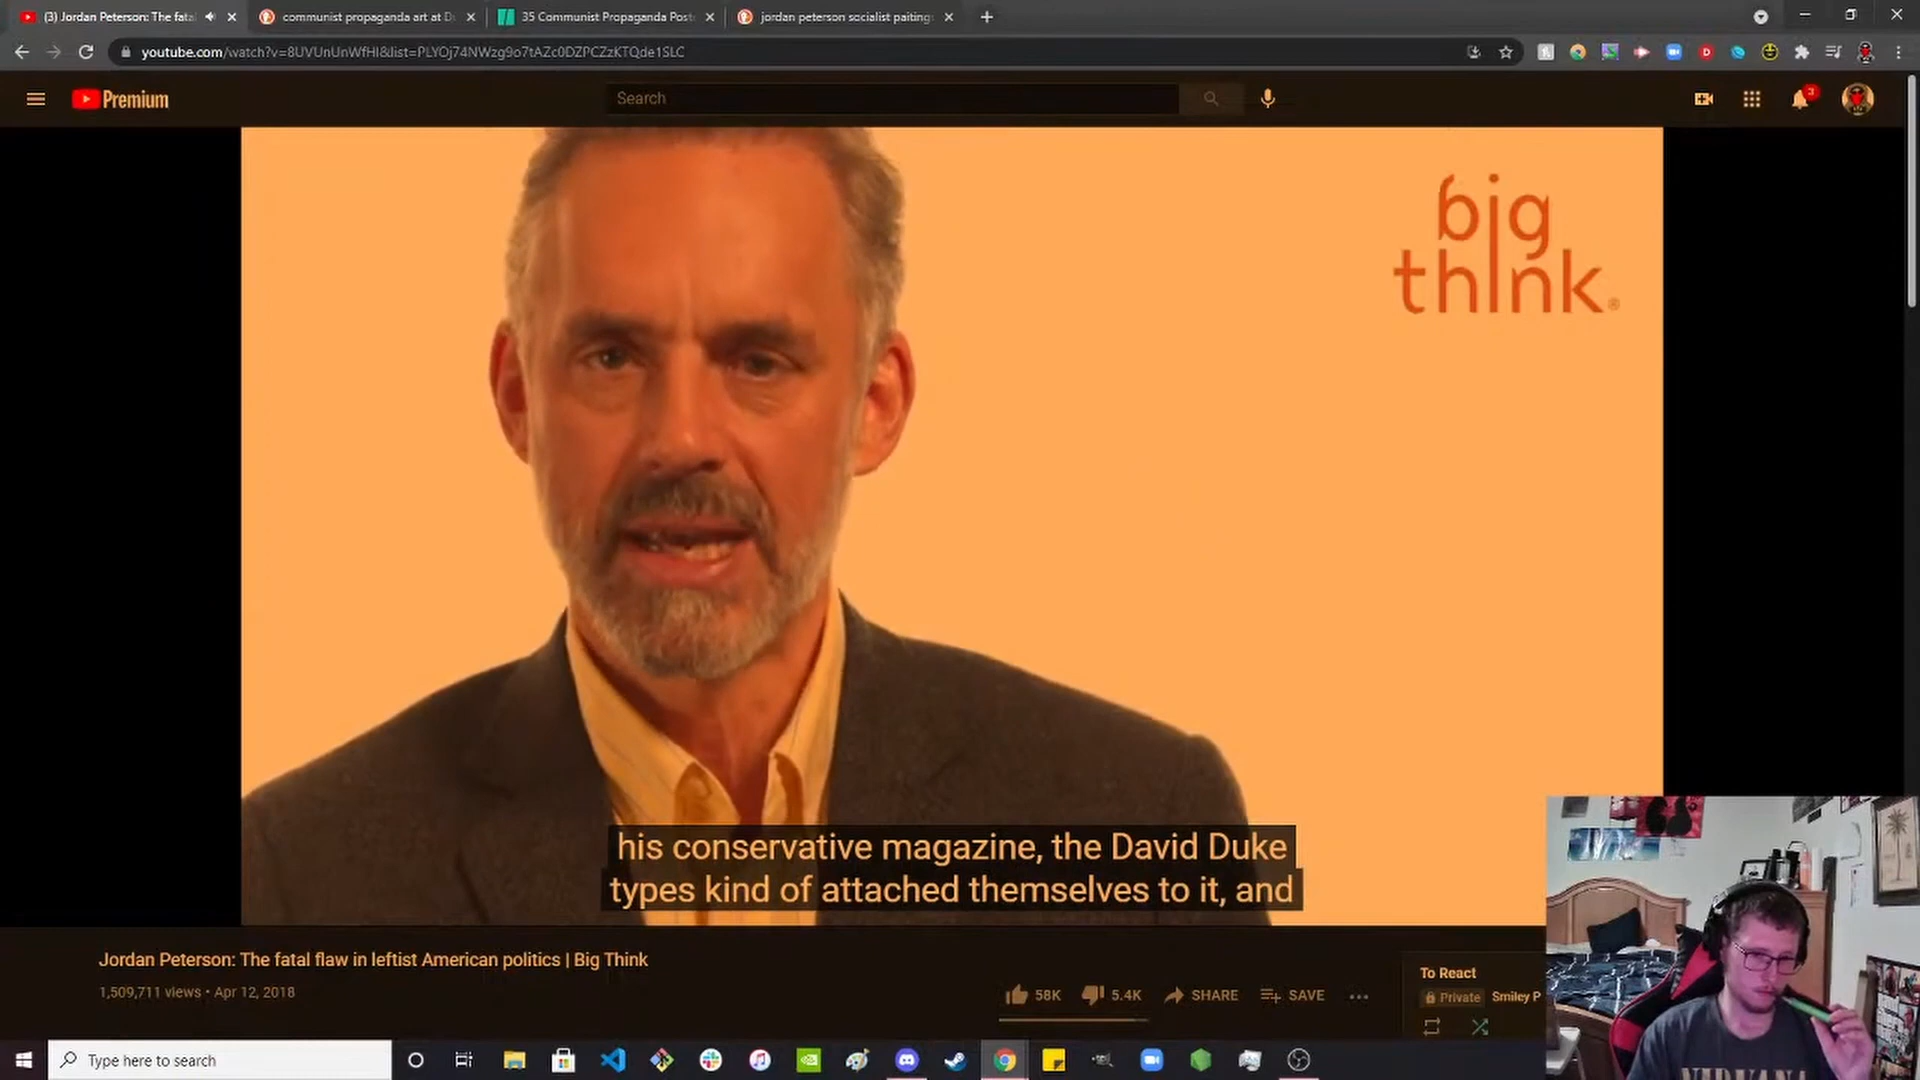 (3) Jordan Peterson: The fatal
communist propaganda art at D
35 Communist Propaganda Post
jordan peterson socialist paiting
youtube.com/watch?v=8UVUnUnWfHI&list=PLYOj74NWzg9o7tAZc0DZPCZzKTQde1SLC
Premium
Search
3
big
think
his conservative magazine, the David Duke
types kind of attached themselves to it, and
Jordan Peterson: The fatal flaw in leftist American politics | Big Think
1,509,711 views • Apr 12, 2018
58K
5.4K
SHARE
SAVE
To React
Private
Smiley P
NIRVANA
Type here to search